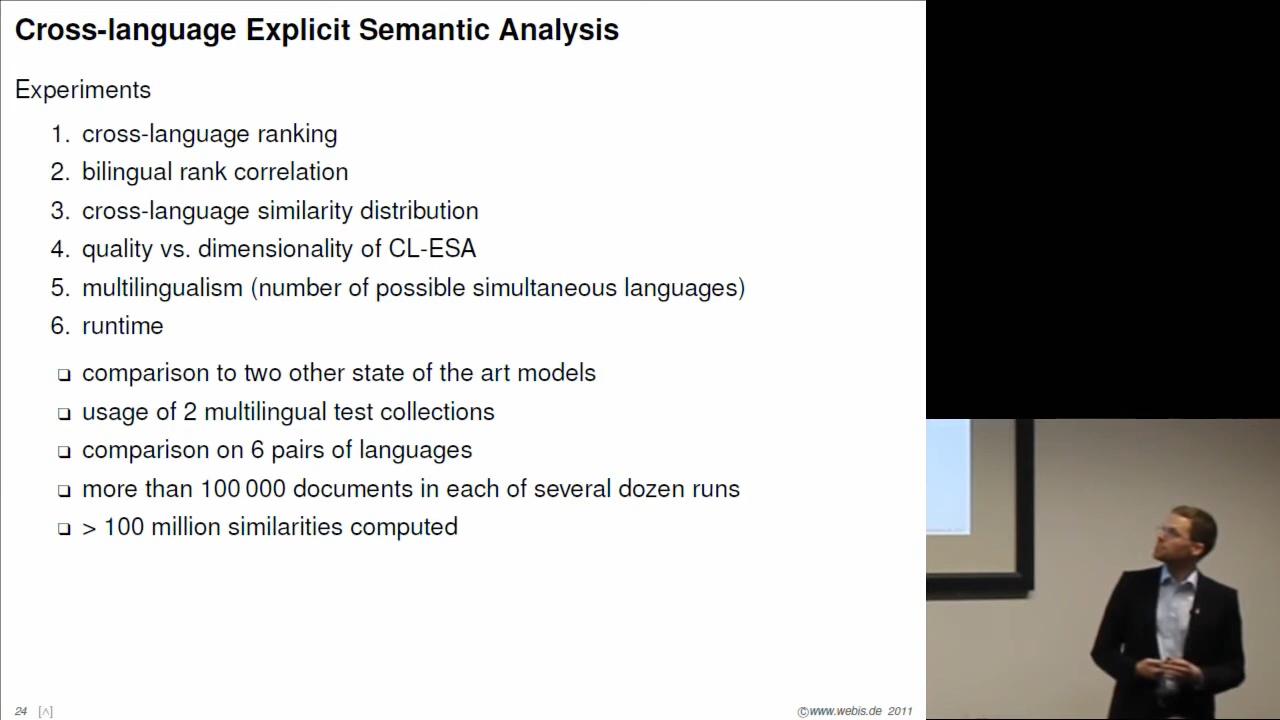 Cross-language Explicit Semantic Analysis
Experiments
1. cross-language ranking
2. bilingual rank correlation
3. cross-language similarity distribution
4. quality vs. dimensionality of CL-ESA
5. multilingualism (number of possible simultaneous languages)
6. runtime
❑ comparison to two other state of the art models
❑ usage of 2 multilingual test collections
❑ comparison on 6 pairs of languages
❑ more than 100 000 documents in each of several dozen runs
❑ > 100 million similarities computed
24 [∧]
©www.webis.de 2011